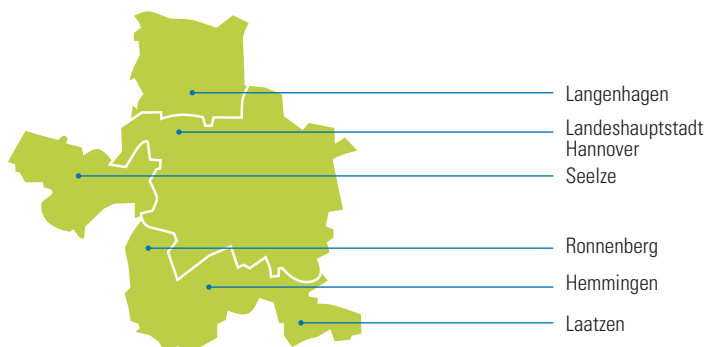 Langenhagen
Landeshauptstadt
Hannover
Seelze
Ronnenberg
Hemmingen
Laatzen